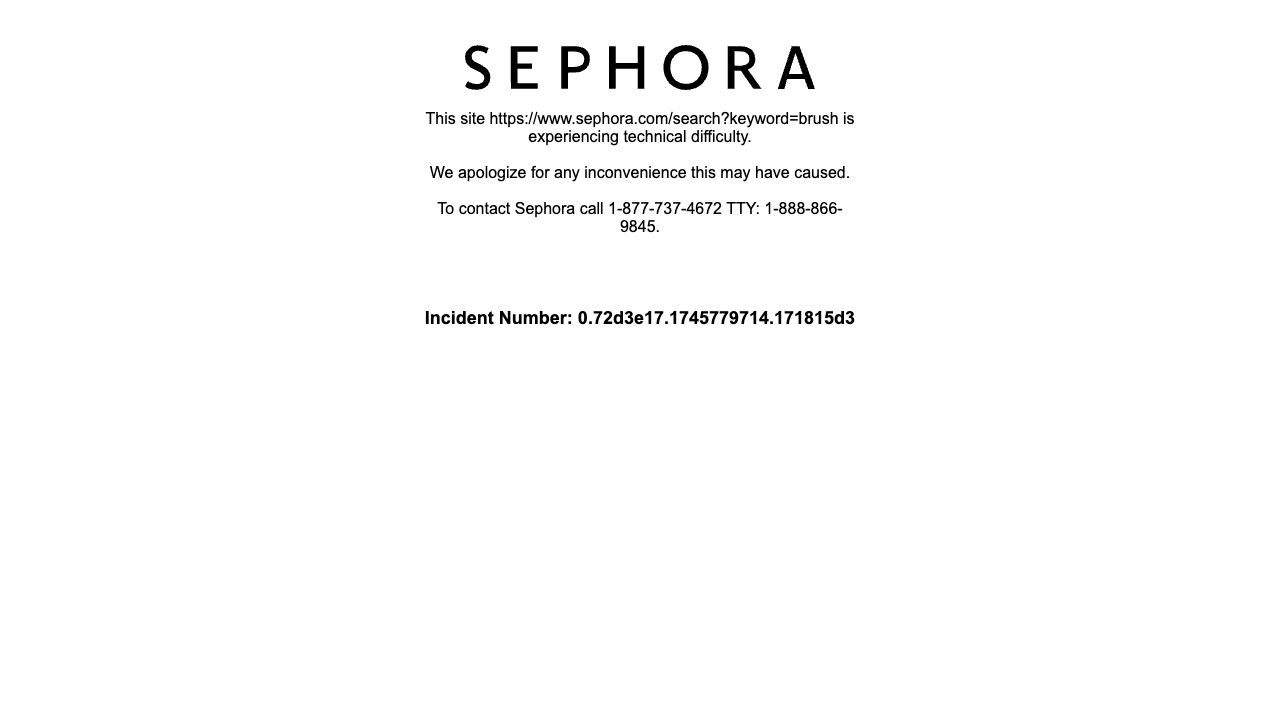 SEPHORA
This site https://www.sephora.com/search?keyword=brush is
experiencing technical difficulty.
We apologize for any inconvenience this may have caused.
To contact Sephora call 1-877-737-4672 TTY: 1-888-866-
9845.
Incident Number: 0.72d3e17.1745779714.171815d3